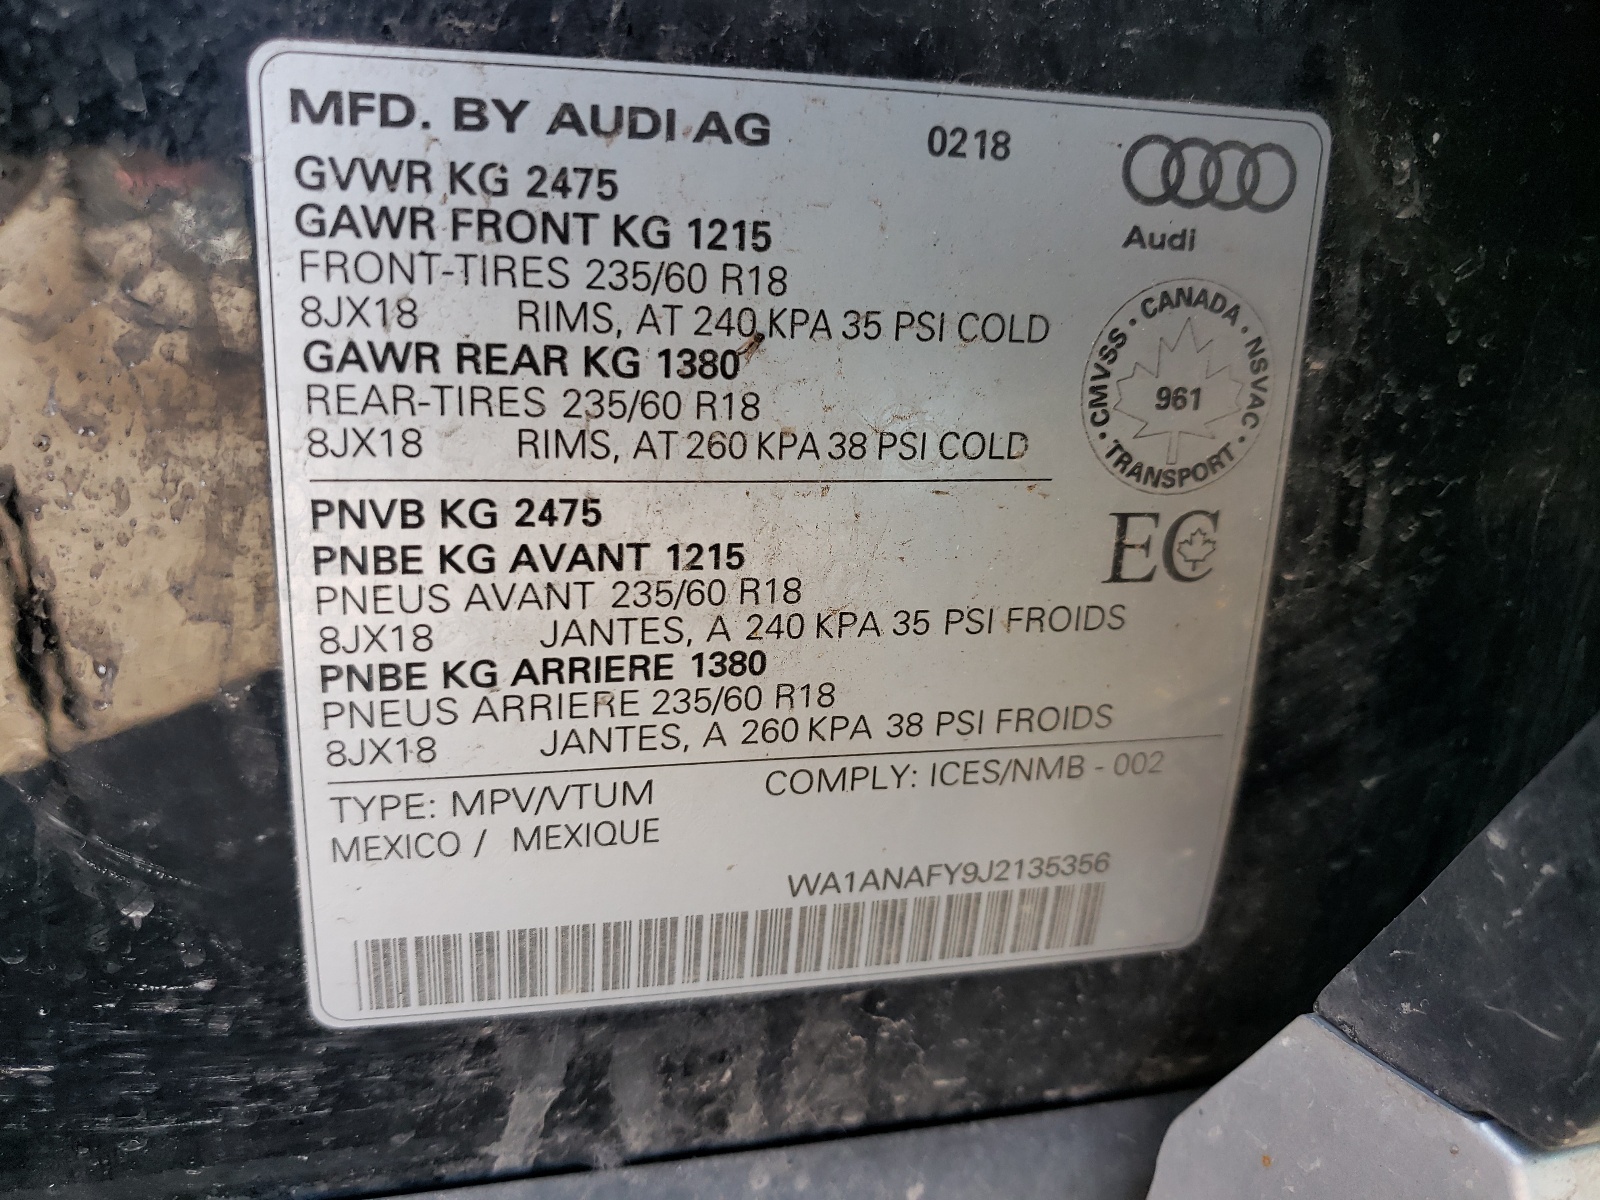 MFD. BY AUDI AG 0218
Audi
GVWR KG 2475
GAWR FRONT KG 1215
FRONT-TIRES 235/60 R18
8JX18 RIMS, AT 240 KPA 35 PSI COLD
GAWR REAR KG 1380
REAR-TIRES 235/60 R18
8JX18 RIMS, AT 260 KPA 38 PSI COLD
CANADA · NSVAC · TRANSPORT · CMVSS ·
961
PNVB KG 2475
EC
PNBE KG AVANT 1215
PNEUS AVANT 235/60 R18
8JX18 JANTES, A 240 KPA 35 PSI FROIDS
PNBE KG ARRIERE 1380
PNEUS ARRIERE 235/60 R18
8JX18 JANTES, A 260 KPA 38 PSI FROIDS
TYPE: MPV/VTUM COMPLY: ICES/NMB - 002
MEXICO / MEXIQUE
WA1ANAFY9J2135356